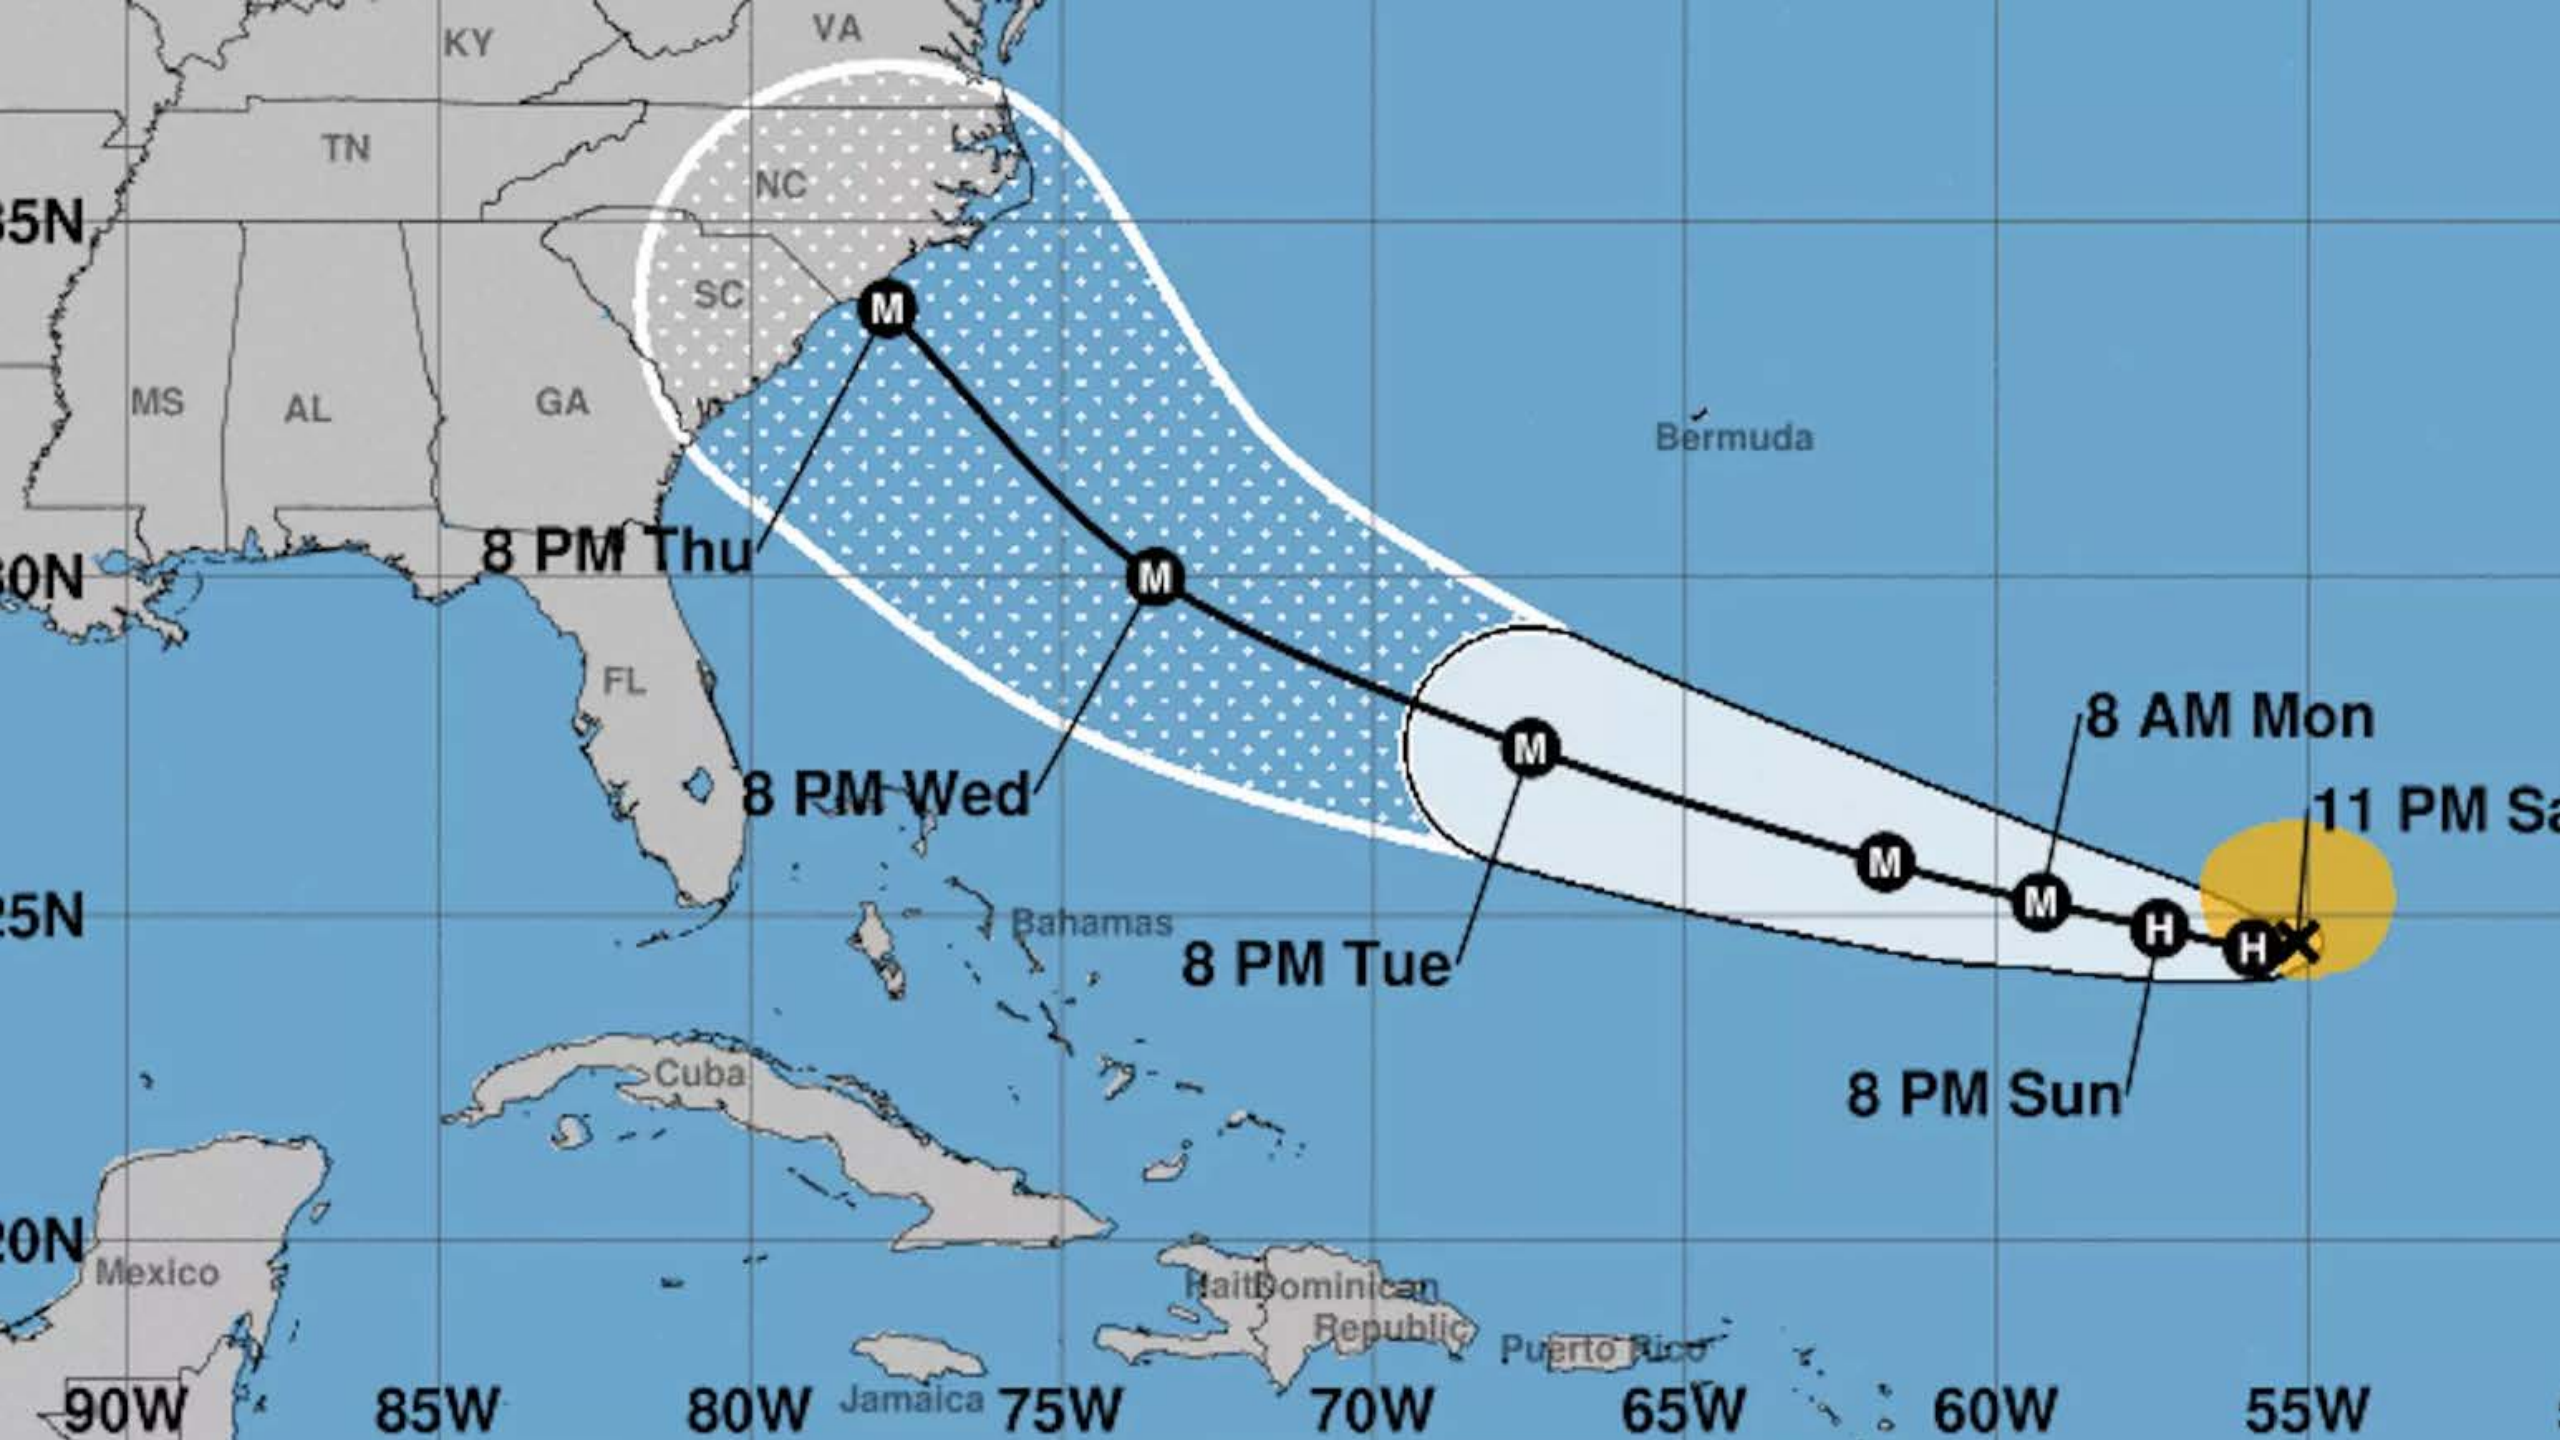 VA
KY
TN
NC
35N
SC
M
MS
AL
GA
Bermuda
8 PM Thu
30N
M
FL
8 AM Mon
M
8 PM Wed
11 PM Sa
M
M
H
H
25N
Bahamas
8 PM Tue
8 PM Sun
Cuba
20N
Mexico
Haiti
Dominican
Republic
Puerto Rico
Jamaica
90W
85W
80W
75W
70W
65W
60W
55W